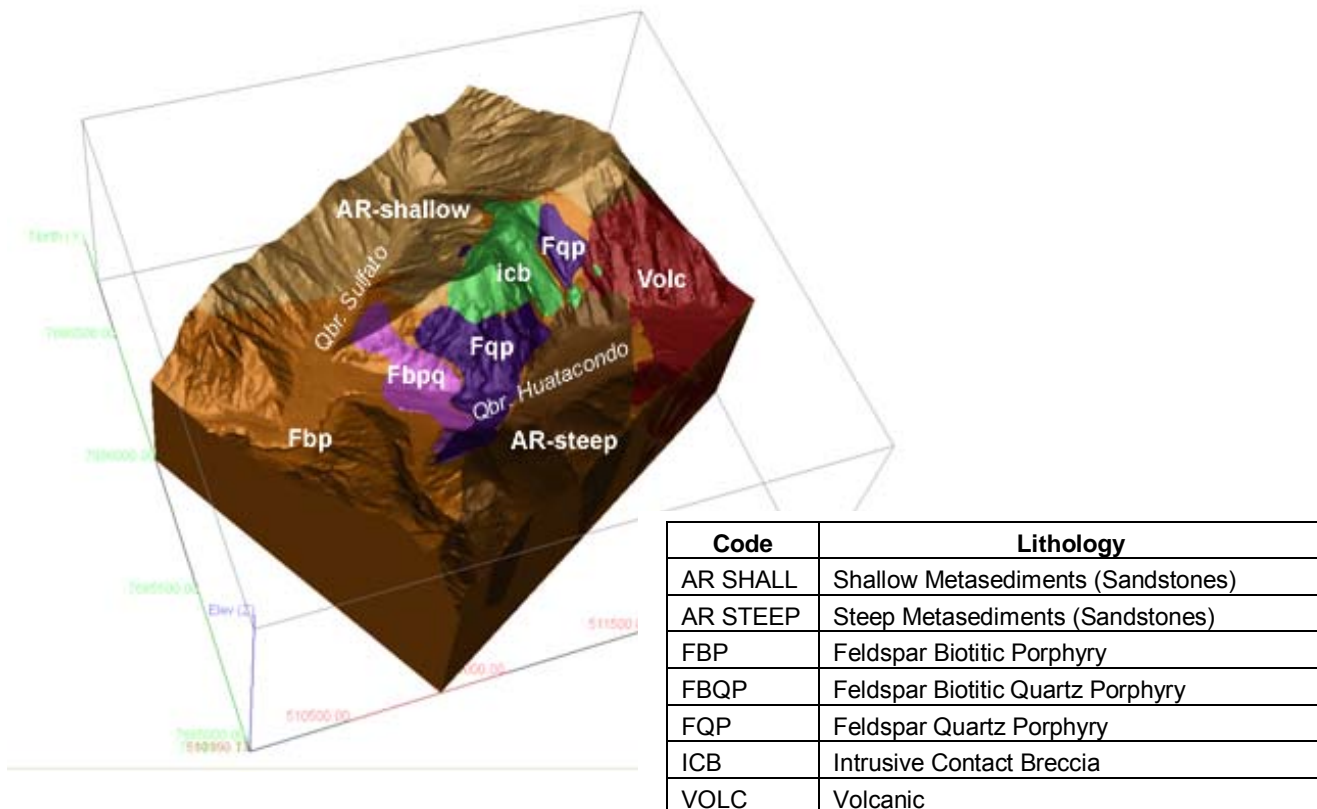 AR-shallow
Fqp
icb
Volc
Qbr. Sulfato
Fqp
Fbpq
Qbr. Huatacondo
Fbp
AR-steep
North (Y)
Elev (Z)
510500.00
Code Lithology
AR SHALL Shallow Metasediments (Sandstones)
AR STEEP Steep Metasediments (Sandstones)
FBP Feldspar Biotitic Porphyry
FBQP Feldspar Biotitic Quartz Porphyry
FQP Feldspar Quartz Porphyry
ICB Intrusive Contact Breccia
VOLC Volcanic